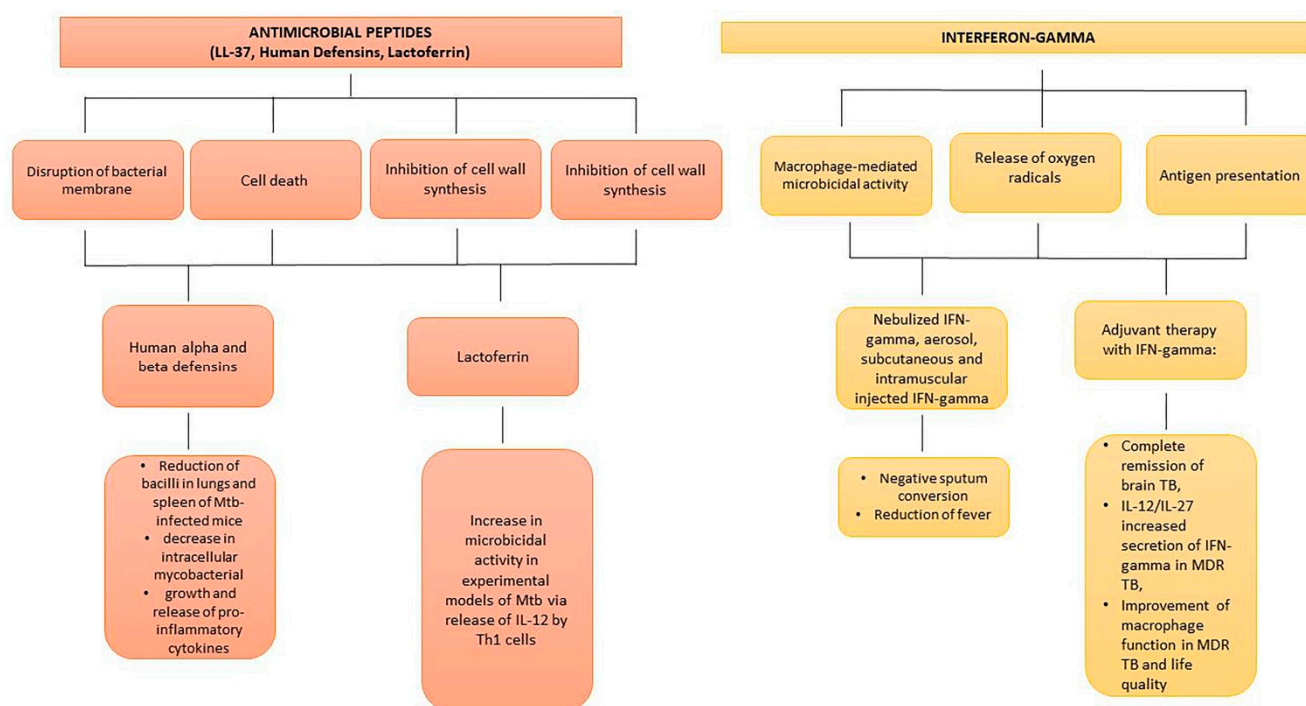 ANTIMICROBIAL PEPTIDES
(LL-37, Human Defensins, Lactoferrin)
Disruption of bacterial
membrane
Cell death
Inhibition of cell wall
synthesis
Inhibition of cell wall
synthesis
Human alpha and
beta defensins
Lactoferrin
• Reduction of
bacilli in lungs and
spleen of Mtb-
infected mice
• decrease in
intracellular
mycobacterial
• growth and
release of pro-
inflammatory
cytokines
Increase in
microbicidal activity in
experimental
models of Mtb via
release of IL-12 by
Th1 cells
INTERFERON-GAMMA
Macrophage-mediated
microbicidal activity
Release of oxygen
radicals
Antigen presentation
Nebulized IFN-
gamma, aerosol,
subcutaneous and
intramuscular
injected IFN-gamma
Adjuvant therapy
with IFN-gamma:
• Negative sputum
conversion
• Reduction of fever
• Complete
remission of
brain TB,
• IL-12/IL-27
increased
secretion of IFN-
gamma in MDR
TB,
• Improvement of
macrophage
function in MDR
TB and life
quality